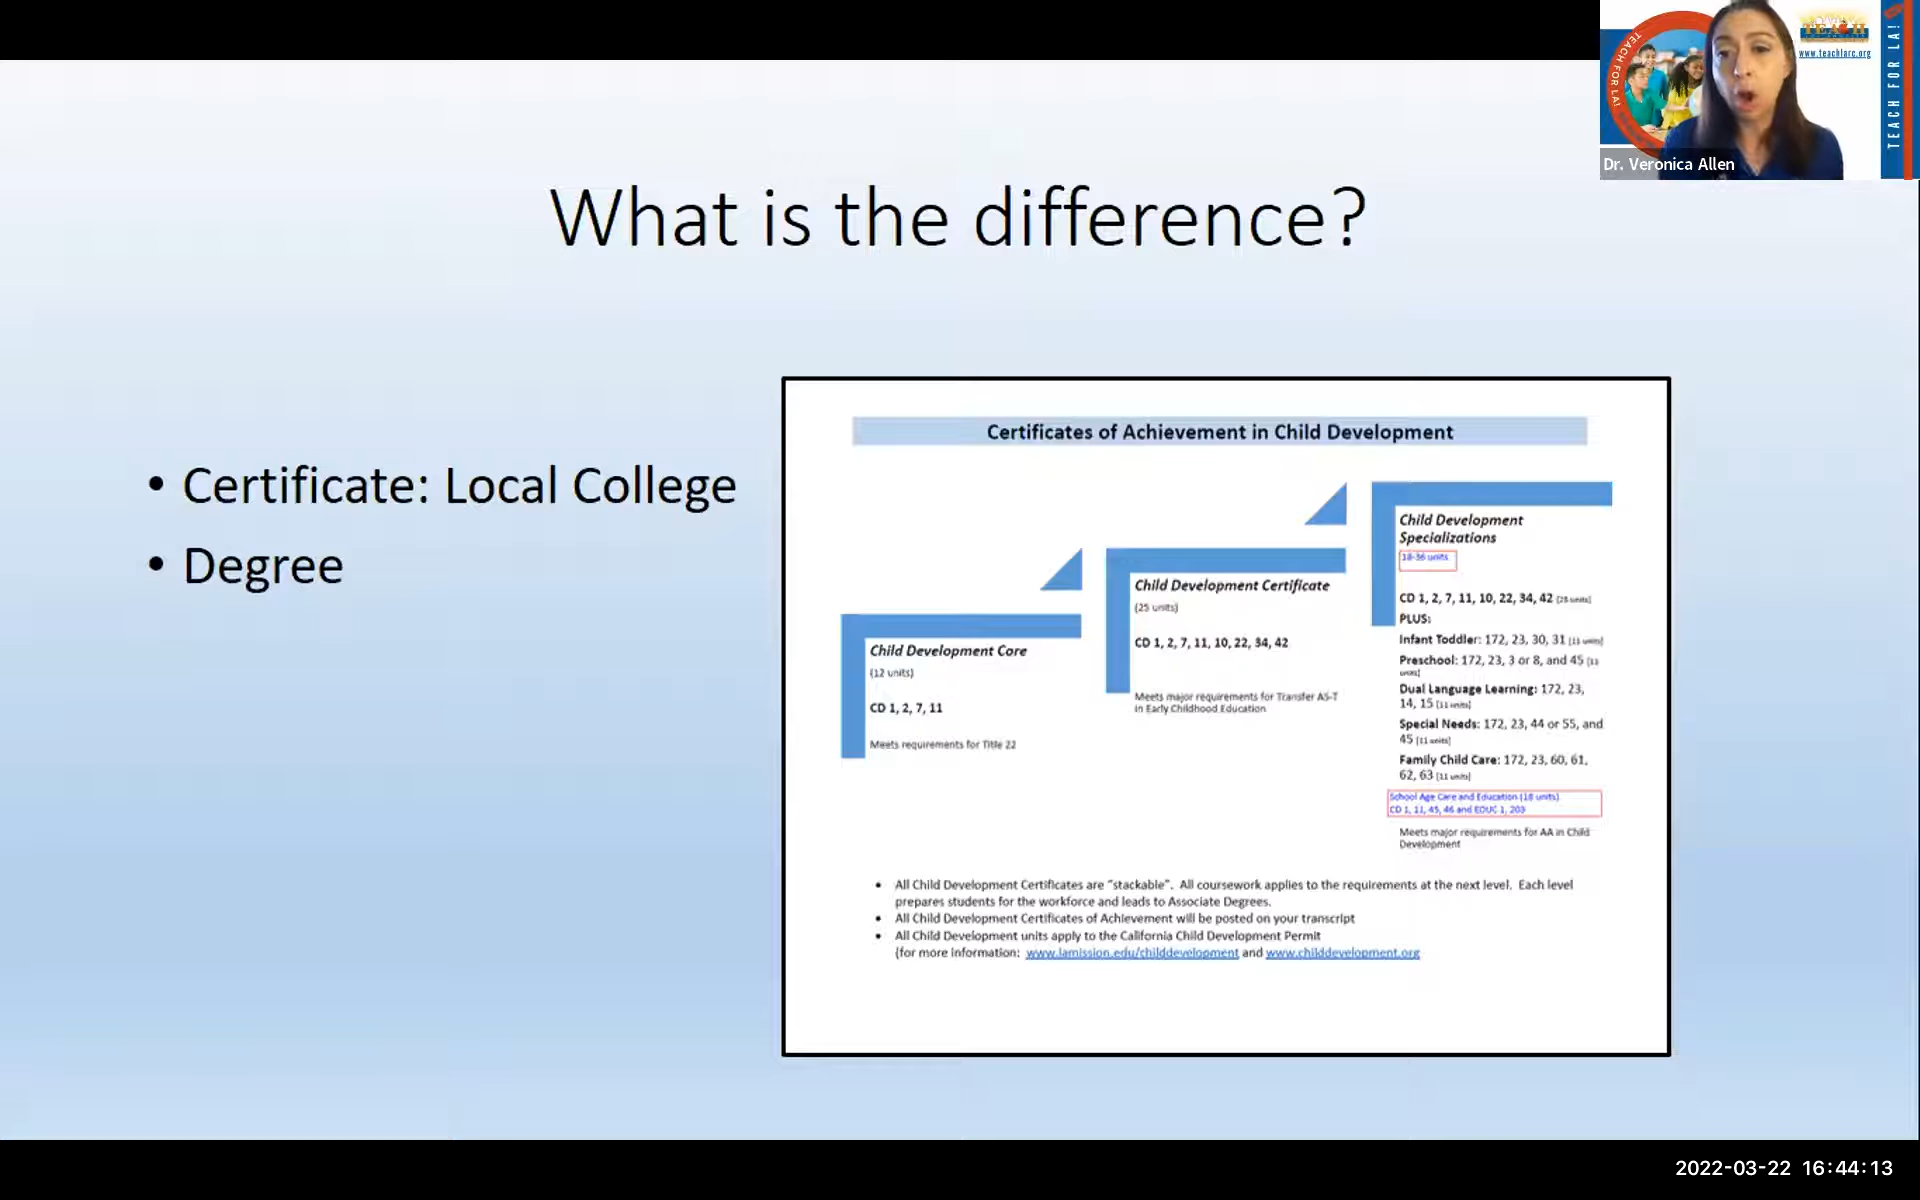 TEACH FOR LA!
TEACH
www.teachlarc.org
TEACH FOR LA!
Dr. Veronica Allen
What is the difference?
• Certificate: Local College
• Degree
Certificates of Achievement in Child Development
Child Development Core
(12 units)
CD 1, 2, 7, 11
Meets requirements for Title 22
Child Development Certificate
(25 units)
CD 1, 2, 7, 11, 10, 22, 34, 42
Meets major requirements for Transfer AS-T
in Early Childhood Education
Child Development
Specializations
18-36 units
CD 1, 2, 7, 11, 10, 22, 34, 42 (25 units)
PLUS:
Infant Toddler: 172, 23, 30, 31 (11 units)
Preschool: 172, 23, 3 or 8, and 45 (11
units)
Dual Language Learning: 172, 23,
14, 15 (11 units)
Special Needs: 172, 23, 44 or 55, and
45 (11 units)
Family Child Care: 172, 23, 60, 61,
62, 63 (11 units)
School Age Care and Education (18 units)
CD 1, 11, 45, 46 and EDUC 1, 203
Meets major requirements for AA in Child
Development
• All Child Development Certificates are "stackable". All coursework applies to the requirements at the next level. Each level
prepares students for the workforce and leads to Associate Degrees.
• All Child Development Certificates of Achievement will be posted on your transcript
• All Child Development units apply to the California Child Development Permit
(for more information: www.lamission.edu/childdevelopment and www.childdevelopment.org
2022-03-22 16:44:13